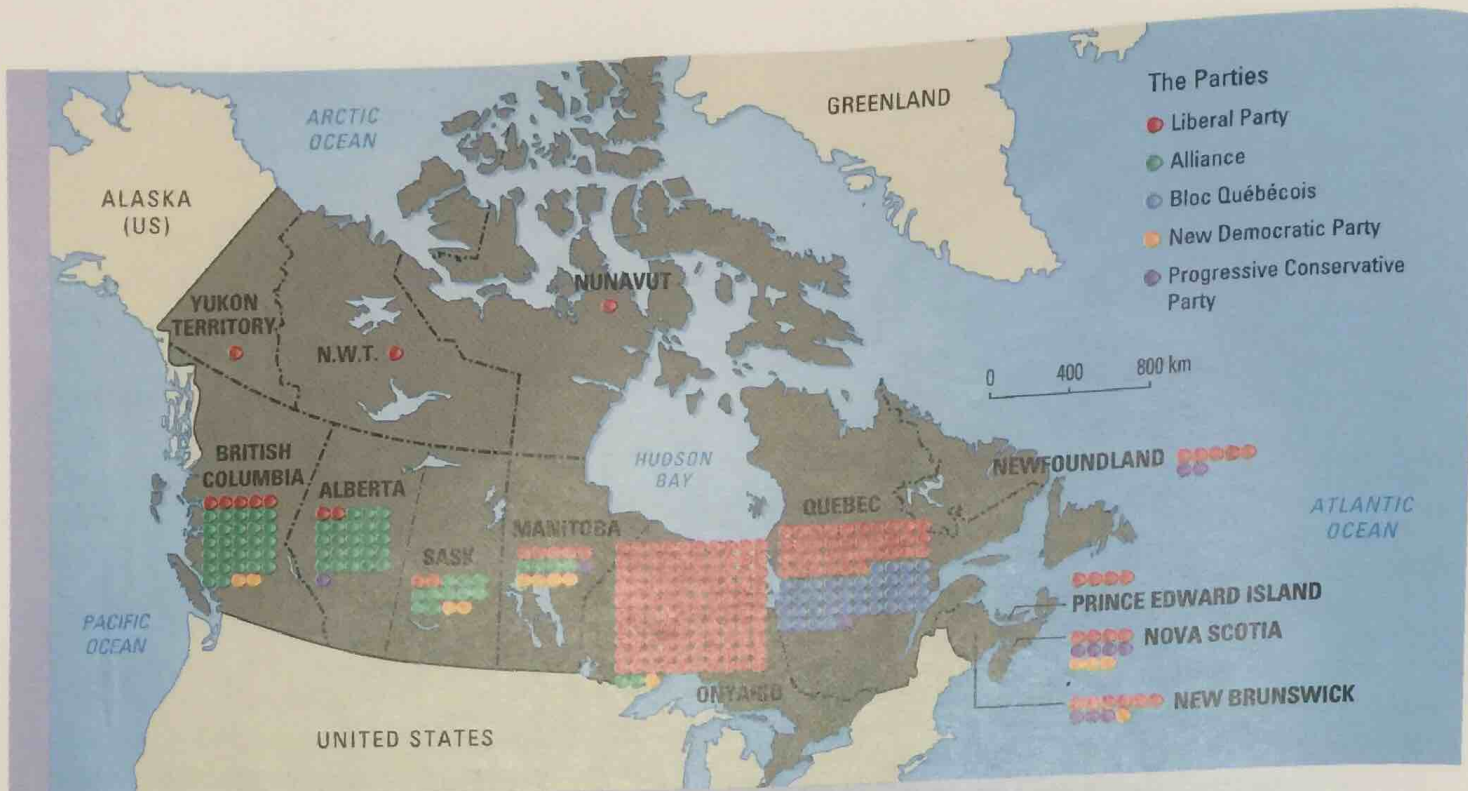 The Parties
Liberal Party
Alliance
Bloc Québécois
New Democratic Party
Progressive Conservative
Party
0 400 800 km
GREENLAND
ARCTIC
OCEAN
ALASKA
(US)
NUNAVUT
YUKON
TERRITORY
N.W.T.
BRITISH
COLUMBIA
ALBERTA
SASK
MANITOBA
HUDSON
BAY
QUEBEC
NEWFOUNDLAND
ATLANTIC
OCEAN
PRINCE EDWARD ISLAND
NOVA SCOTIA
NEW BRUNSWICK
ONYARIO
PACIFIC
OCEAN
UNITED STATES